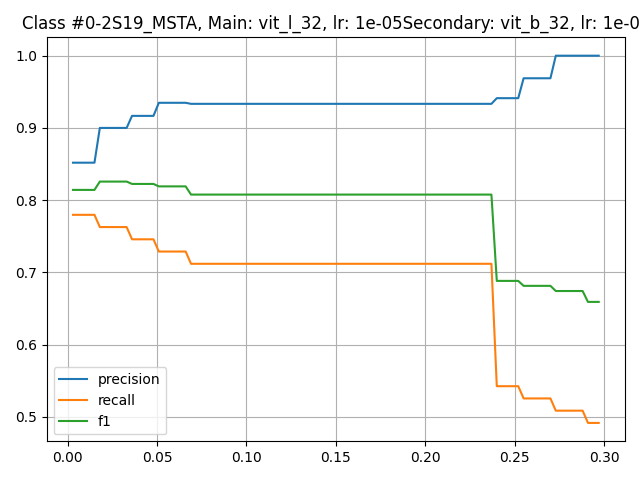 Class #0-2S19_MSTA, Main: vit_l_32, lr: 1e-05Secondary: vit_b_32, lr: 1e-0
1.0
0.9
0.8
0.7
0.6
0.5
precision
recall
f1
0.00 0.05 0.10 0.15 0.20 0.25 0.30